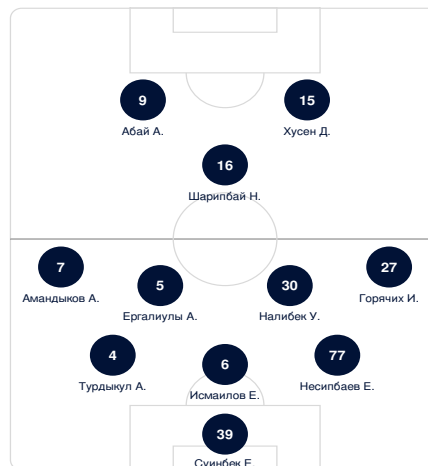 9
15
Абай А.
Хусен Д.
16
Шарипбай Н.
7
27
5
30
Амандыков А.
Горячих И.
Ергалиулы А.
Налибек У.
4
6
77
Турдыкул А.
Несипбаев Е.
Исмаилов Е.
39
Суинбек Е.